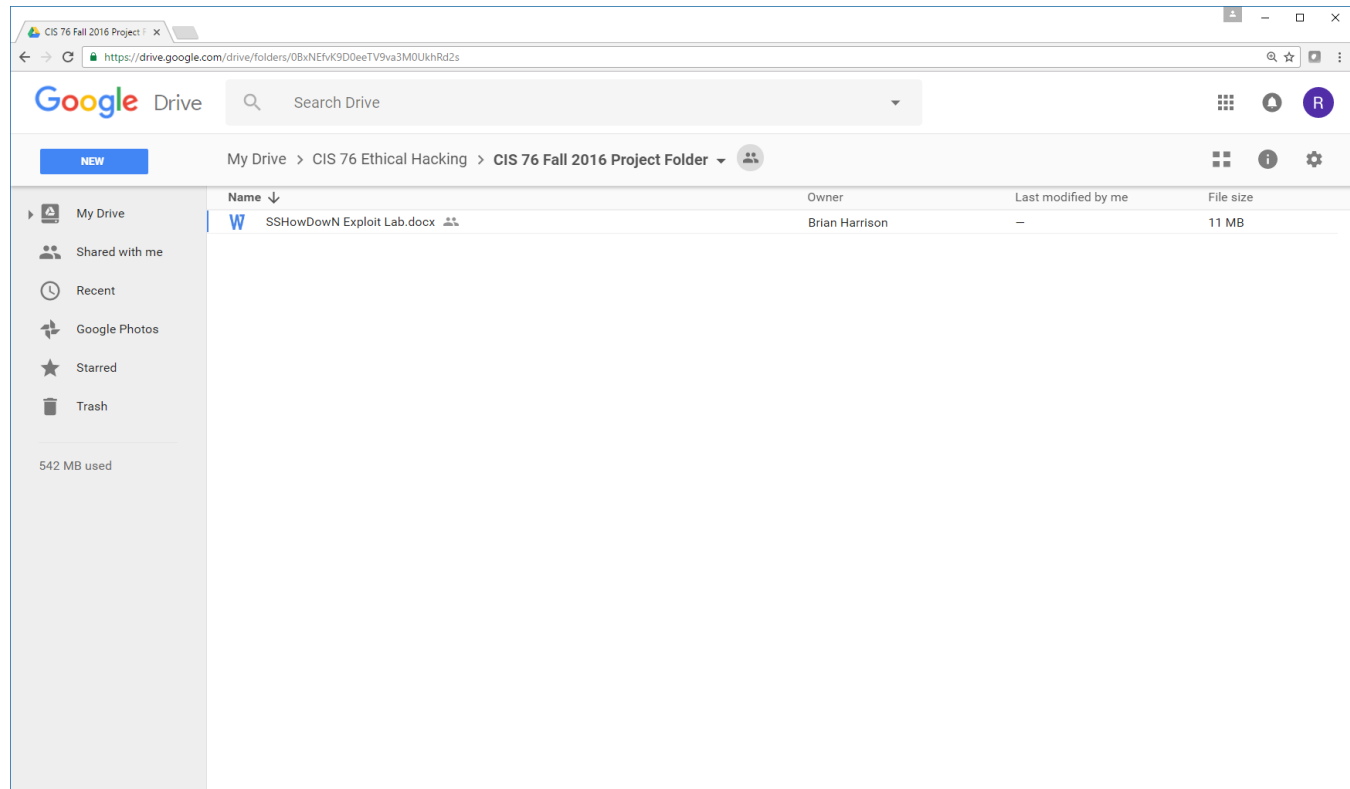 CIS 76 Fall 2016 Project F
https://drive.google.com/drive/folders/0BxNEfvK9D0eeTV9va3M0UkhRd2s
Google Drive
Search Drive
R
NEW
My Drive > CIS 76 Ethical Hacking > CIS 76 Fall 2016 Project Folder
Name Owner Last modified by me File size
W SSHowDowN Exploit Lab.docx Brian Harrison — 11 MB
My Drive
Shared with me
Recent
Google Photos
Starred
Trash
542 MB used